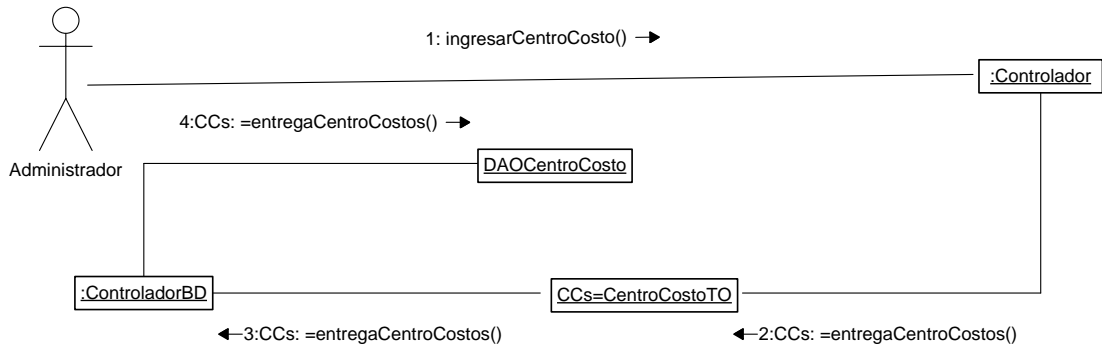 1: ingresarCentroCosto()
:Controlador
4:CCs: =entregaCentroCostos()
DAOCentroCosto
Administrador
:ControladorBD
CCs=CentroCostoTO
3:CCs: =entregaCentroCostos()
2:CCs: =entregaCentroCostos()